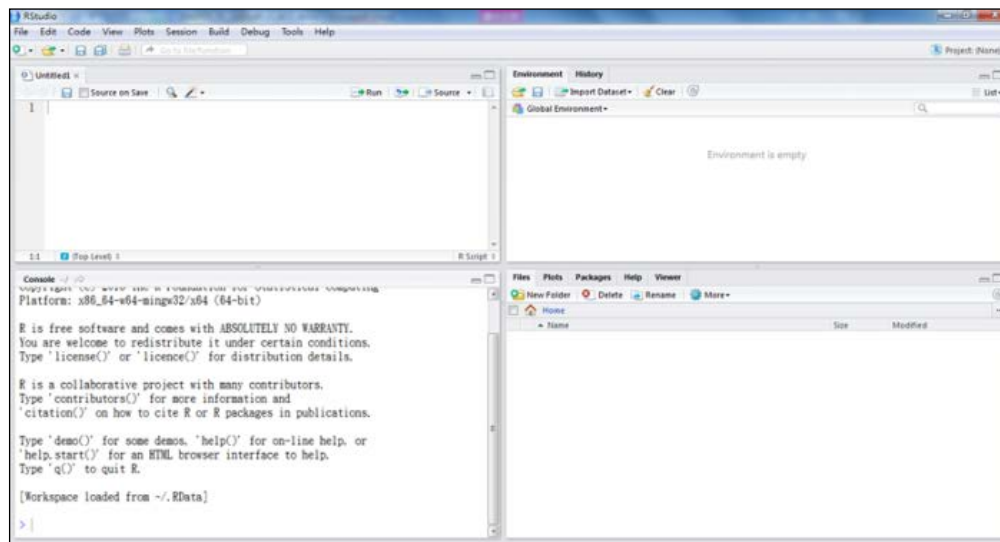 RStudio
File Edit Code View Plots Session Build Debug Tools Help
Go to file/function
Project: (None)
Untitled1
Source on Save Run Source
1
1:1 (Top Level) R Script
Console ~/
Platform: x86_64-w64-mingw32/x64 (64-bit)
R is free software and comes with ABSOLUTELY NO WARRANTY.
You are welcome to redistribute it under certain conditions.
Type 'license()' or 'licence()' for distribution details.
R is a collaborative project with many contributors.
Type 'contributors()' for more information and
'citation()' on how to cite R or R packages in publications.
Type 'demo()' for some demos, 'help()' for on-line help, or
'help.start()' for an HTML browser interface to help.
Type 'q()' to quit R.
[Workspace loaded from ~/.RData]
>
Environment History
Import Dataset Clear List
Global Environment
Environment is empty
Files Plots Packages Help Viewer
New Folder Delete Rename More
Home
Name Size Modified